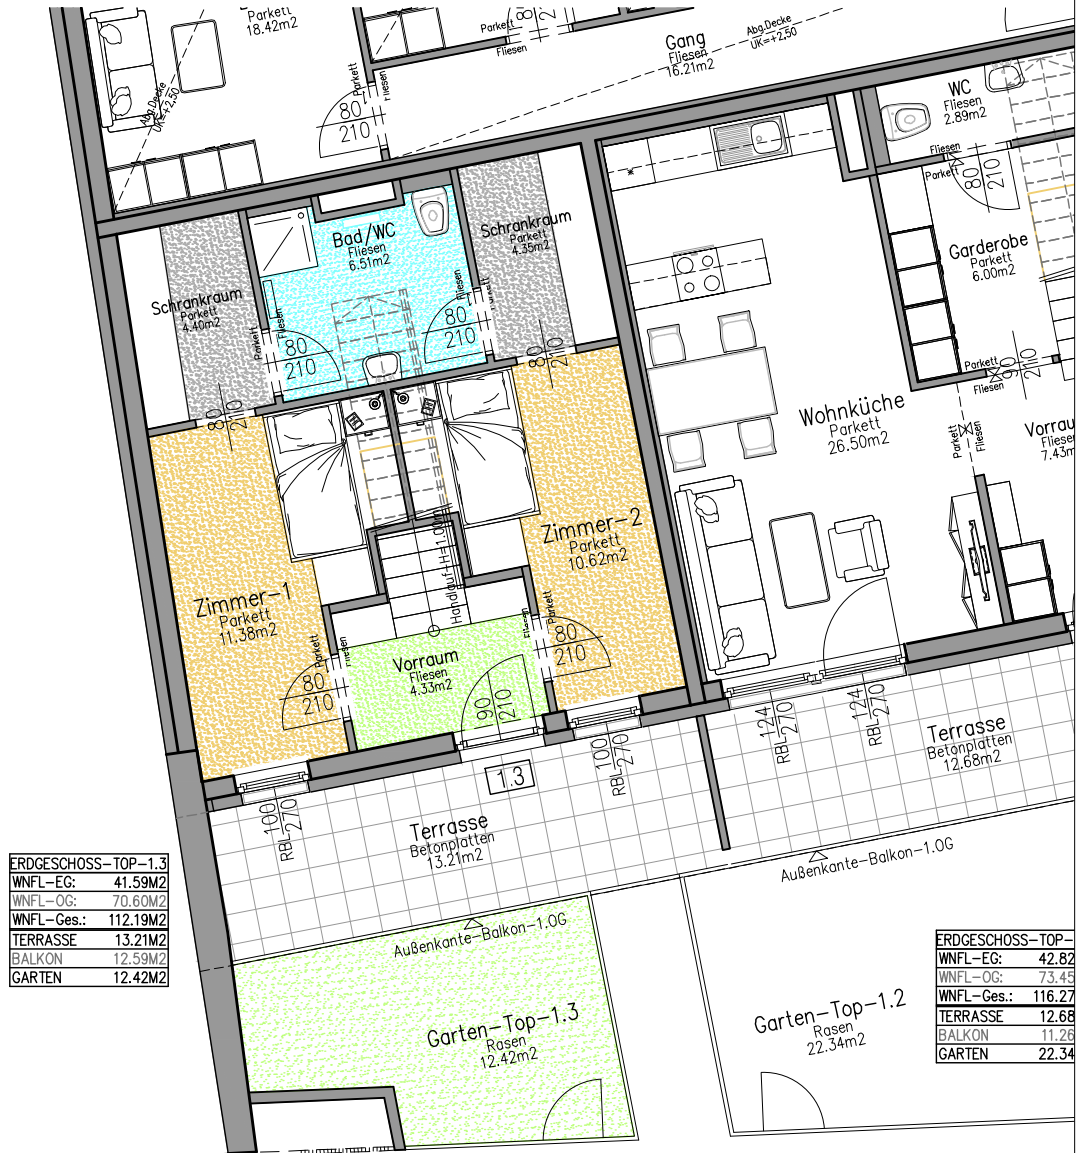 Parkett
18.42m2
Abg.Decke
UK=+2.50
Parkett
Fliesen
80
210
Parkett
Fliesen
80
210
Gang
Fliesen
16.21m2
Abg.Decke
UK=+2.50
WC
Fliesen
2.89m2
Fliesen
Parkett
80
210
Garderobe
Parkett
6.00m2
Parkett
Fliesen
90
210
Schrankraum
Parkett
4.40m2
Bad/WC
Fliesen
6.51m2
Schrankraum
Parkett
4.35m2
Parkett
Fliesen
80
210
Fliesen
Parkett
80
210
80
210
80
210
Wohnküche
Parkett
26.50m2
Parkett
Fliesen
Vorrau
Fliesen
7.43m
Zimmer-1
Parkett
11.38m2
Zimmer-2
Parkett
10.62m2
Handlauf-H=1.00m
Vorraum
Fliesen
4.33m2
Parkett
Fliesen
80
210
Fliesen
Parkett
80
210
90
210
1.3
100
RBL 270
100
RBL 270
124
RBL 270
124
RBL 270
Terrasse
Betonplatten
13.21m2
Terrasse
Betonplatten
12.68m2
Außenkante-Balkon-1.OG
Außenkante-Balkon-1.OG
Garten-Top-1.3
Rasen
12.42m2
Garten-Top-1.2
Rasen
22.34m2
ERDGESCHOSS-TOP-1.3
WNFL-EG: 41.59M2
WNFL-OG: 70.60M2
WNFL-Ges.: 112.19M2
TERRASSE 13.21M2
BALKON 12.59M2
GARTEN 12.42M2
ERDGESCHOSS-TOP-
WNFL-EG: 42.82
WNFL-OG: 73.45
WNFL-Ges.: 116.27
TERRASSE 12.68
BALKON 11.26
GARTEN 22.34